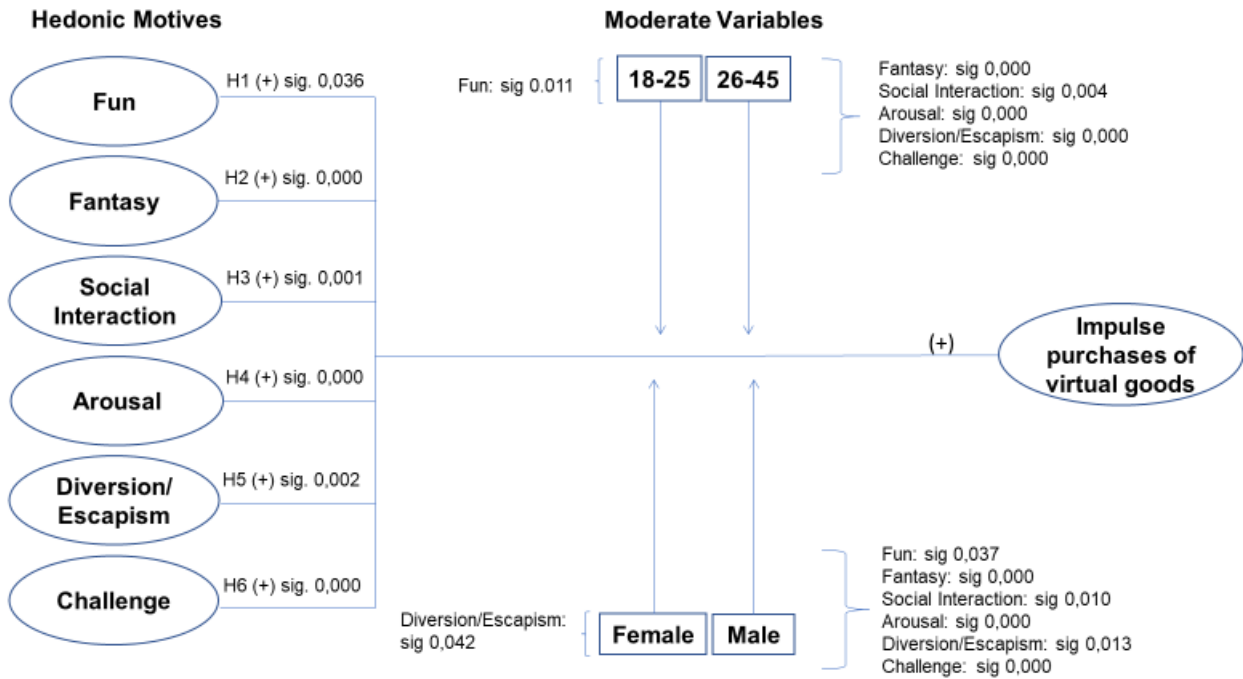 Hedonic Motives
Moderate Variables
Fun
H1 (+) sig. 0,036
Fantasy
H2 (+) sig. 0,000
Social
Interaction
H3 (+) sig. 0,001
Arousal
H4 (+) sig. 0,000
Diversion/
Escapism
H5 (+) sig. 0,002
Challenge
H6 (+) sig. 0,000
Fun: sig 0.011
18-25
26-45
Fantasy: sig 0,000
Social Interaction: sig 0,004
Arousal: sig 0,000
Diversion/Escapism: sig 0,000
Challenge: sig 0,000
(+)
Impulse
purchases of
virtual goods
Diversion/Escapism:
sig 0,042
Female
Male
Fun: sig 0,037
Fantasy: sig 0,000
Social Interaction: sig 0,010
Arousal: sig 0,000
Diversion/Escapism: sig 0,013
Challenge: sig 0,000